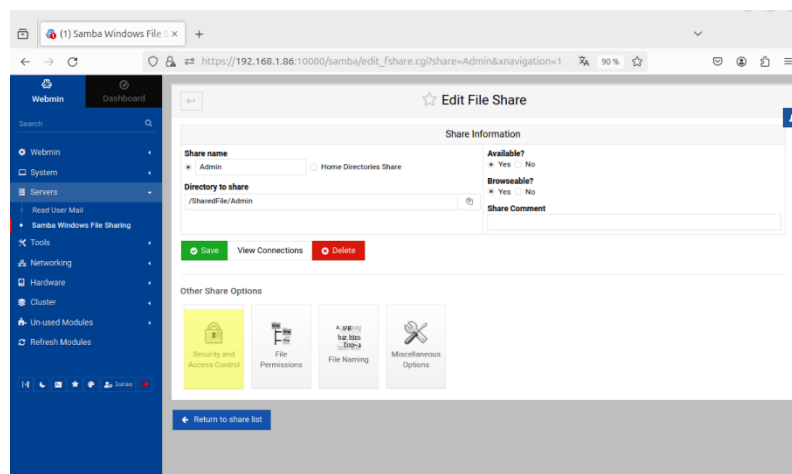 (1) Samba Windows File S
https://192.168.1.86:10000/samba/edit_fshare.cgi?share=Admin&xnavigation=1
90 %
Webmin
Dashboard
Search
Webmin
System
Servers
Read User Mail
Samba Windows File Sharing
Tools
Networking
Hardware
Cluster
Un-used Modules
Refresh Modules
Lucas
Edit File Share
Share Information
Share name
Admin
Home Directories Share
Directory to share
/SharedFile/Admin
Available?
Yes No
Browseable?
Yes No
Share Comment
Save
View Connections
Delete
Other Share Options
Security and
Access Control
File
Permissions
File Naming
Miscellaneous
Options
Return to share list